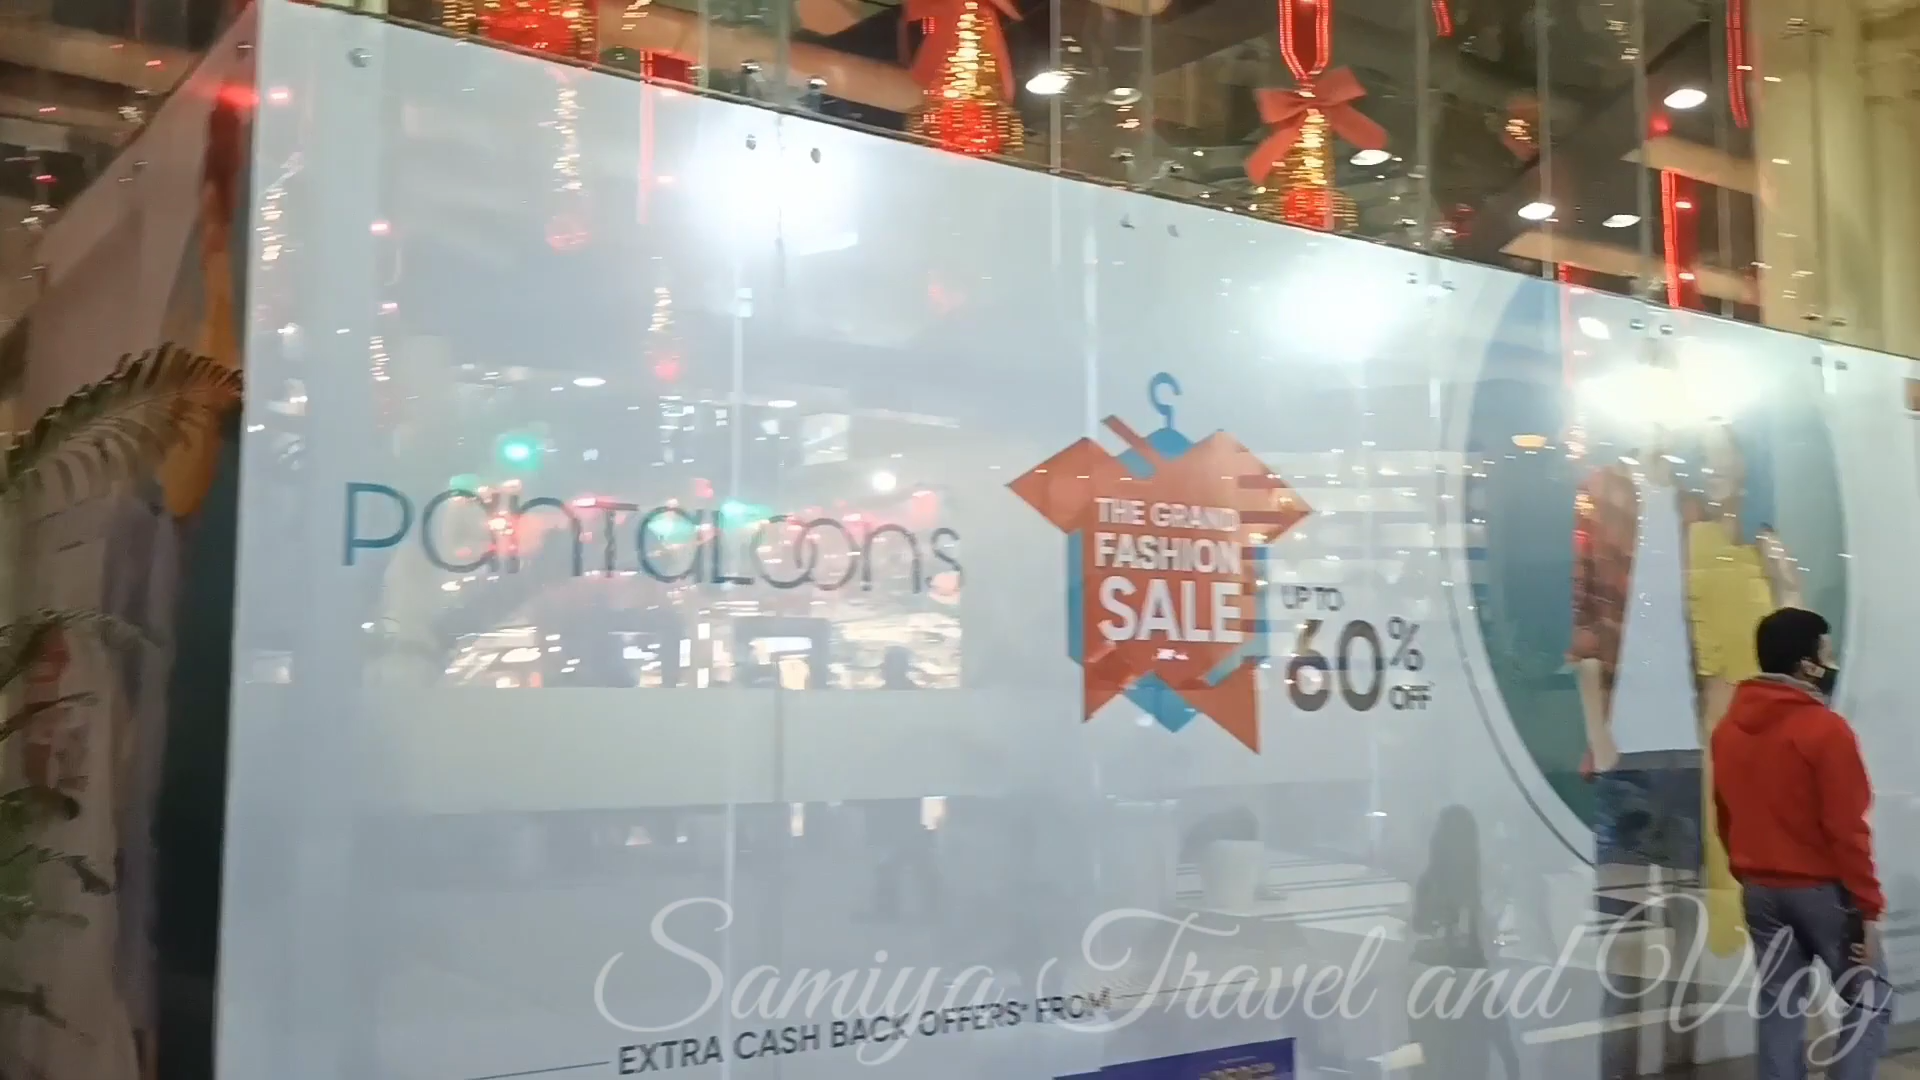 PANTALOONS
THE GRAND
FASHION
SALE
UP TO
60%
OFF
EXTRA CASH BACK OFFERS* FROM
Samiya Travel and Vlog